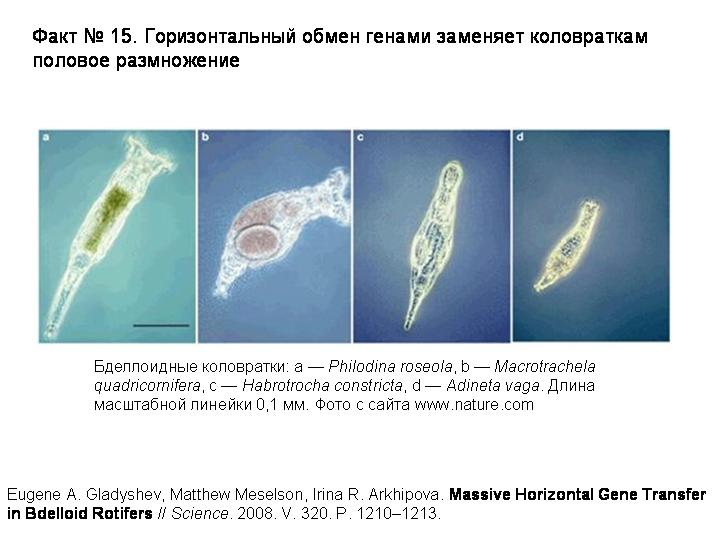 Факт № 15. Горизонтальный обмен генами заменяет коловраткам
половое размножение
a b c d
Бделлоидные коловратки: a — Philodina roseola, b — Macrotrachela
quadricornifera, c — Habrotrocha constricta, d — Adineta vaga. Длина
масштабной линейки 0,1 мм. Фото с сайта www.nature.com
Eugene A. Gladyshev, Matthew Meselson, Irina R. Arkhipova. Massive Horizontal Gene Transfer
in Bdelloid Rotifers // Science. 2008. V. 320. P. 1210–1213.